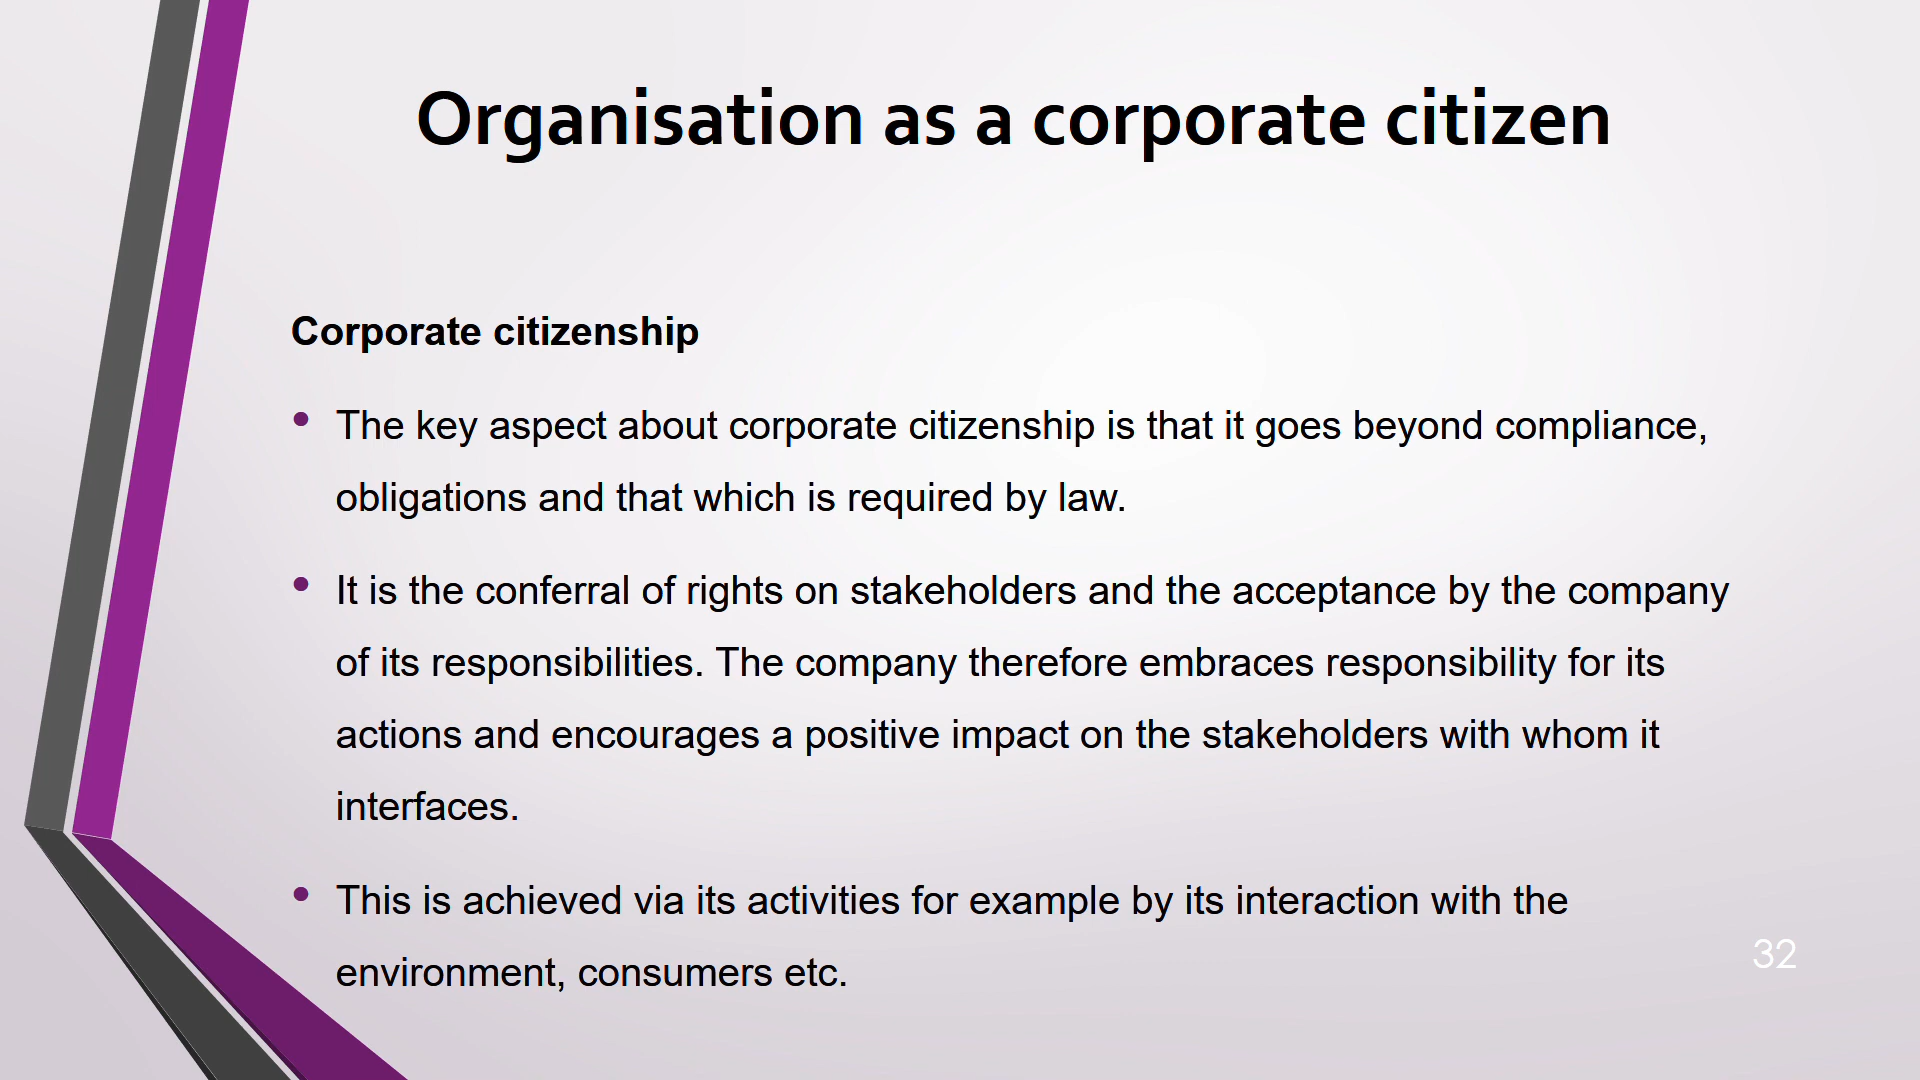 Organisation as a corporate citizen
Corporate citizenship
• The key aspect about corporate citizenship is that it goes beyond compliance,
obligations and that which is required by law.
• It is the conferral of rights on stakeholders and the acceptance by the company
of its responsibilities. The company therefore embraces responsibility for its
actions and encourages a positive impact on the stakeholders with whom it
interfaces.
• This is achieved via its activities for example by its interaction with the
environment, consumers etc.
32